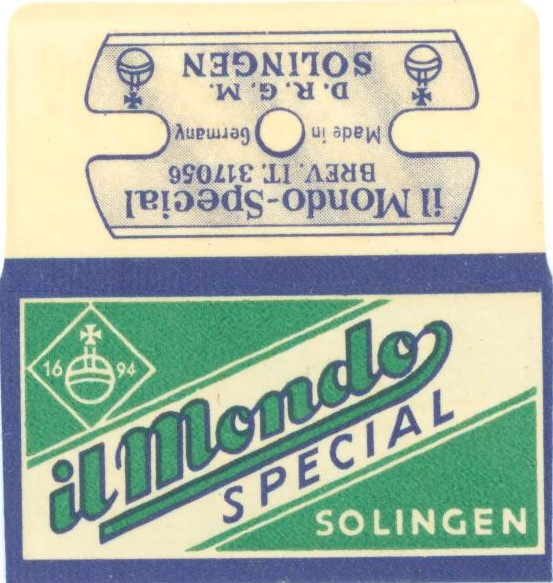 il Mondo-Special
BREV. IT. 317056
Made in Germany
D. R. G. M.
SOLINGEN
16 94
il Mondo
SPECIAL
SOLINGEN